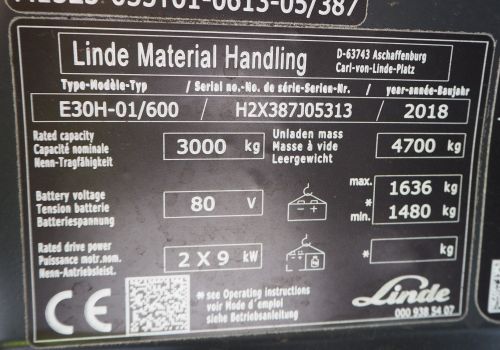 Linde Material Handling
D-63743 Aschaffenburg
Carl-von-Linde-Platz
Type-Modèle-Typ / Serial no.-No. de série-Serien-Nr. / year-année-Baujahr
E30H-01/600 / H2X387J05313 / 2018
Rated capacity
Capacité nominale
Nenn-Tragfähigkeit
3000 kg
Unladen mass
Masse à vide
Leergewicht
4700 kg
Battery voltage
Tension batterie
Batteriespannung
80 V
- +
max.
*
min.
1636 kg
1480 kg
Rated drive power
Puissance motr.nom.
Nenn-Antriebsleist.
2 X 9 kW
* kg
CE
* see Operating instructions
voir Mode d'emploi
siehe Betriebsanleitung
Linde
000 938 54 07